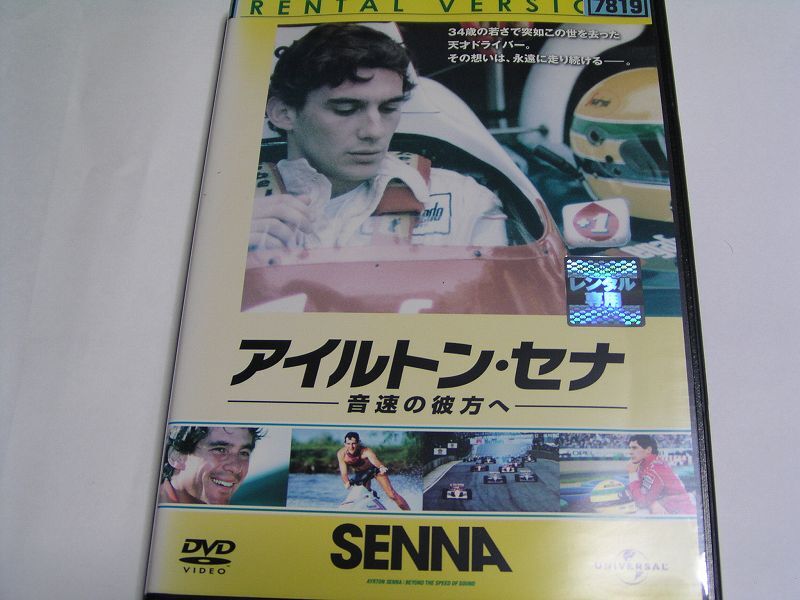 RENTAL VERSIO
7819
34歳の若さで突如この世を去った
天才ドライバー。
その想いは、永遠に走り続ける──。
+1
レンタル
専用
アイルトン・セナ
音速の彼方へ
DVD
VIDEO
SENNA
AYRTON SENNA : BEYOND THE SPEED OF SOUND
UNIVERSAL